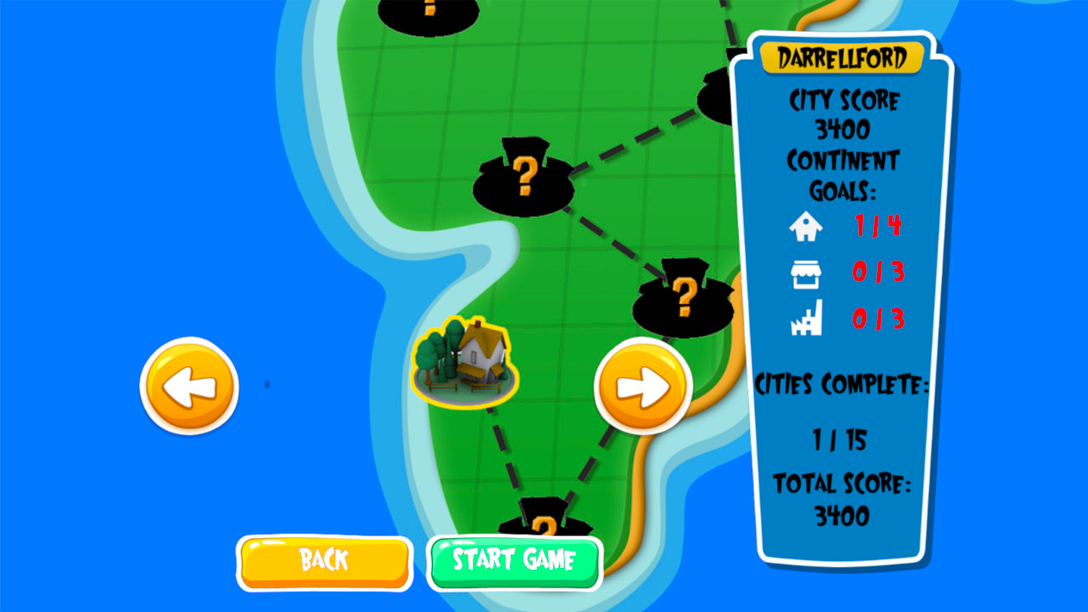 ?
?
?
?
?
DARRELLFORD
CITY SCORE
3400
CONTINENT
GOALS:
1 / 4
0 / 3
0 / 3
CITIES COMPLETE:
1 / 15
TOTAL SCORE:
3400
BACK
START GAME